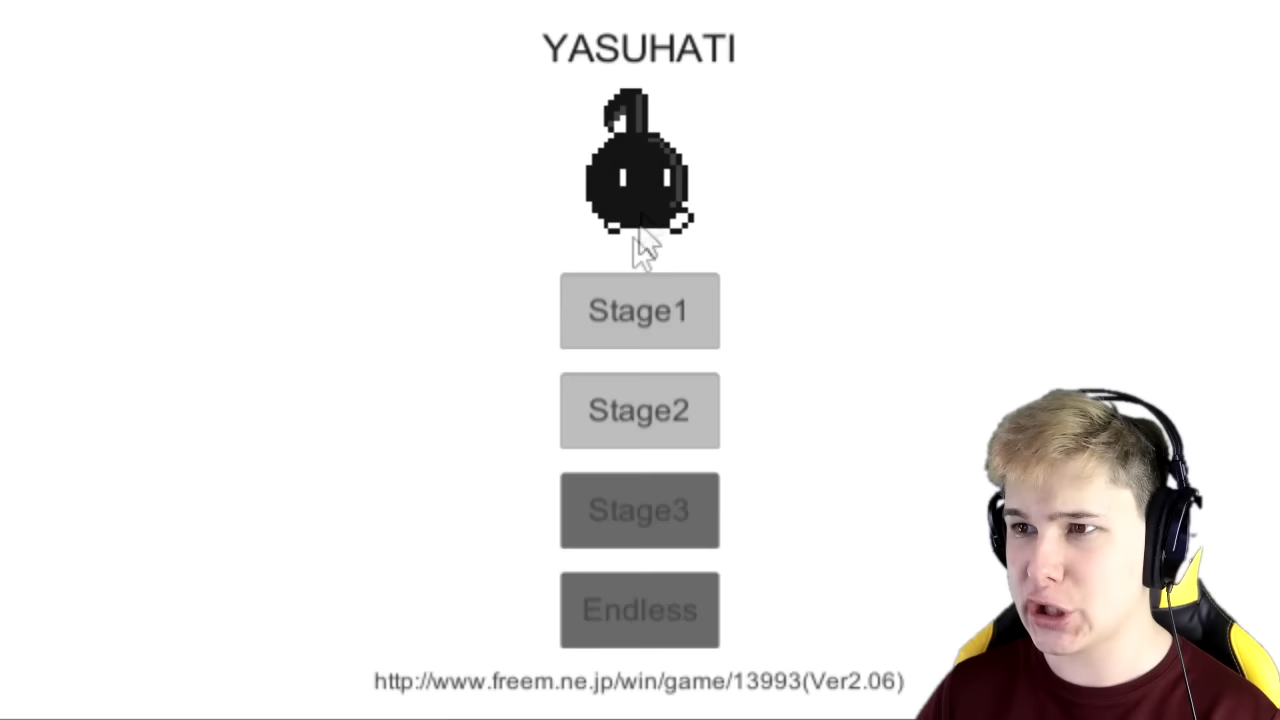 YASUHATI
Stage1
Stage2
Stage3
Endless
http://www.freem.ne.jp/win/game/13993(Ver2.06)